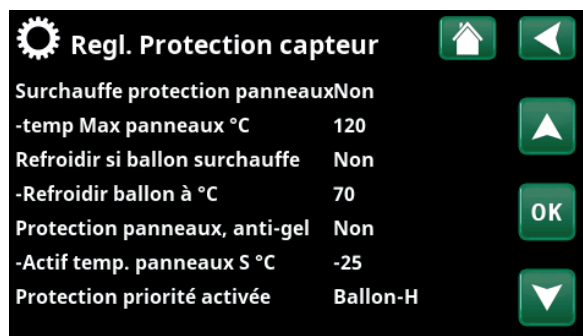 Regl. Protection capteur
Surchauffe protection panneauxNon
-temp Max panneaux °C 120
Refroidir si ballon surchauffe Non
-Refroidir ballon à °C 70
OK
Protection panneaux, anti-gel Non
-Actif temp. panneaux S °C -25
Protection priorité activée Ballon-H